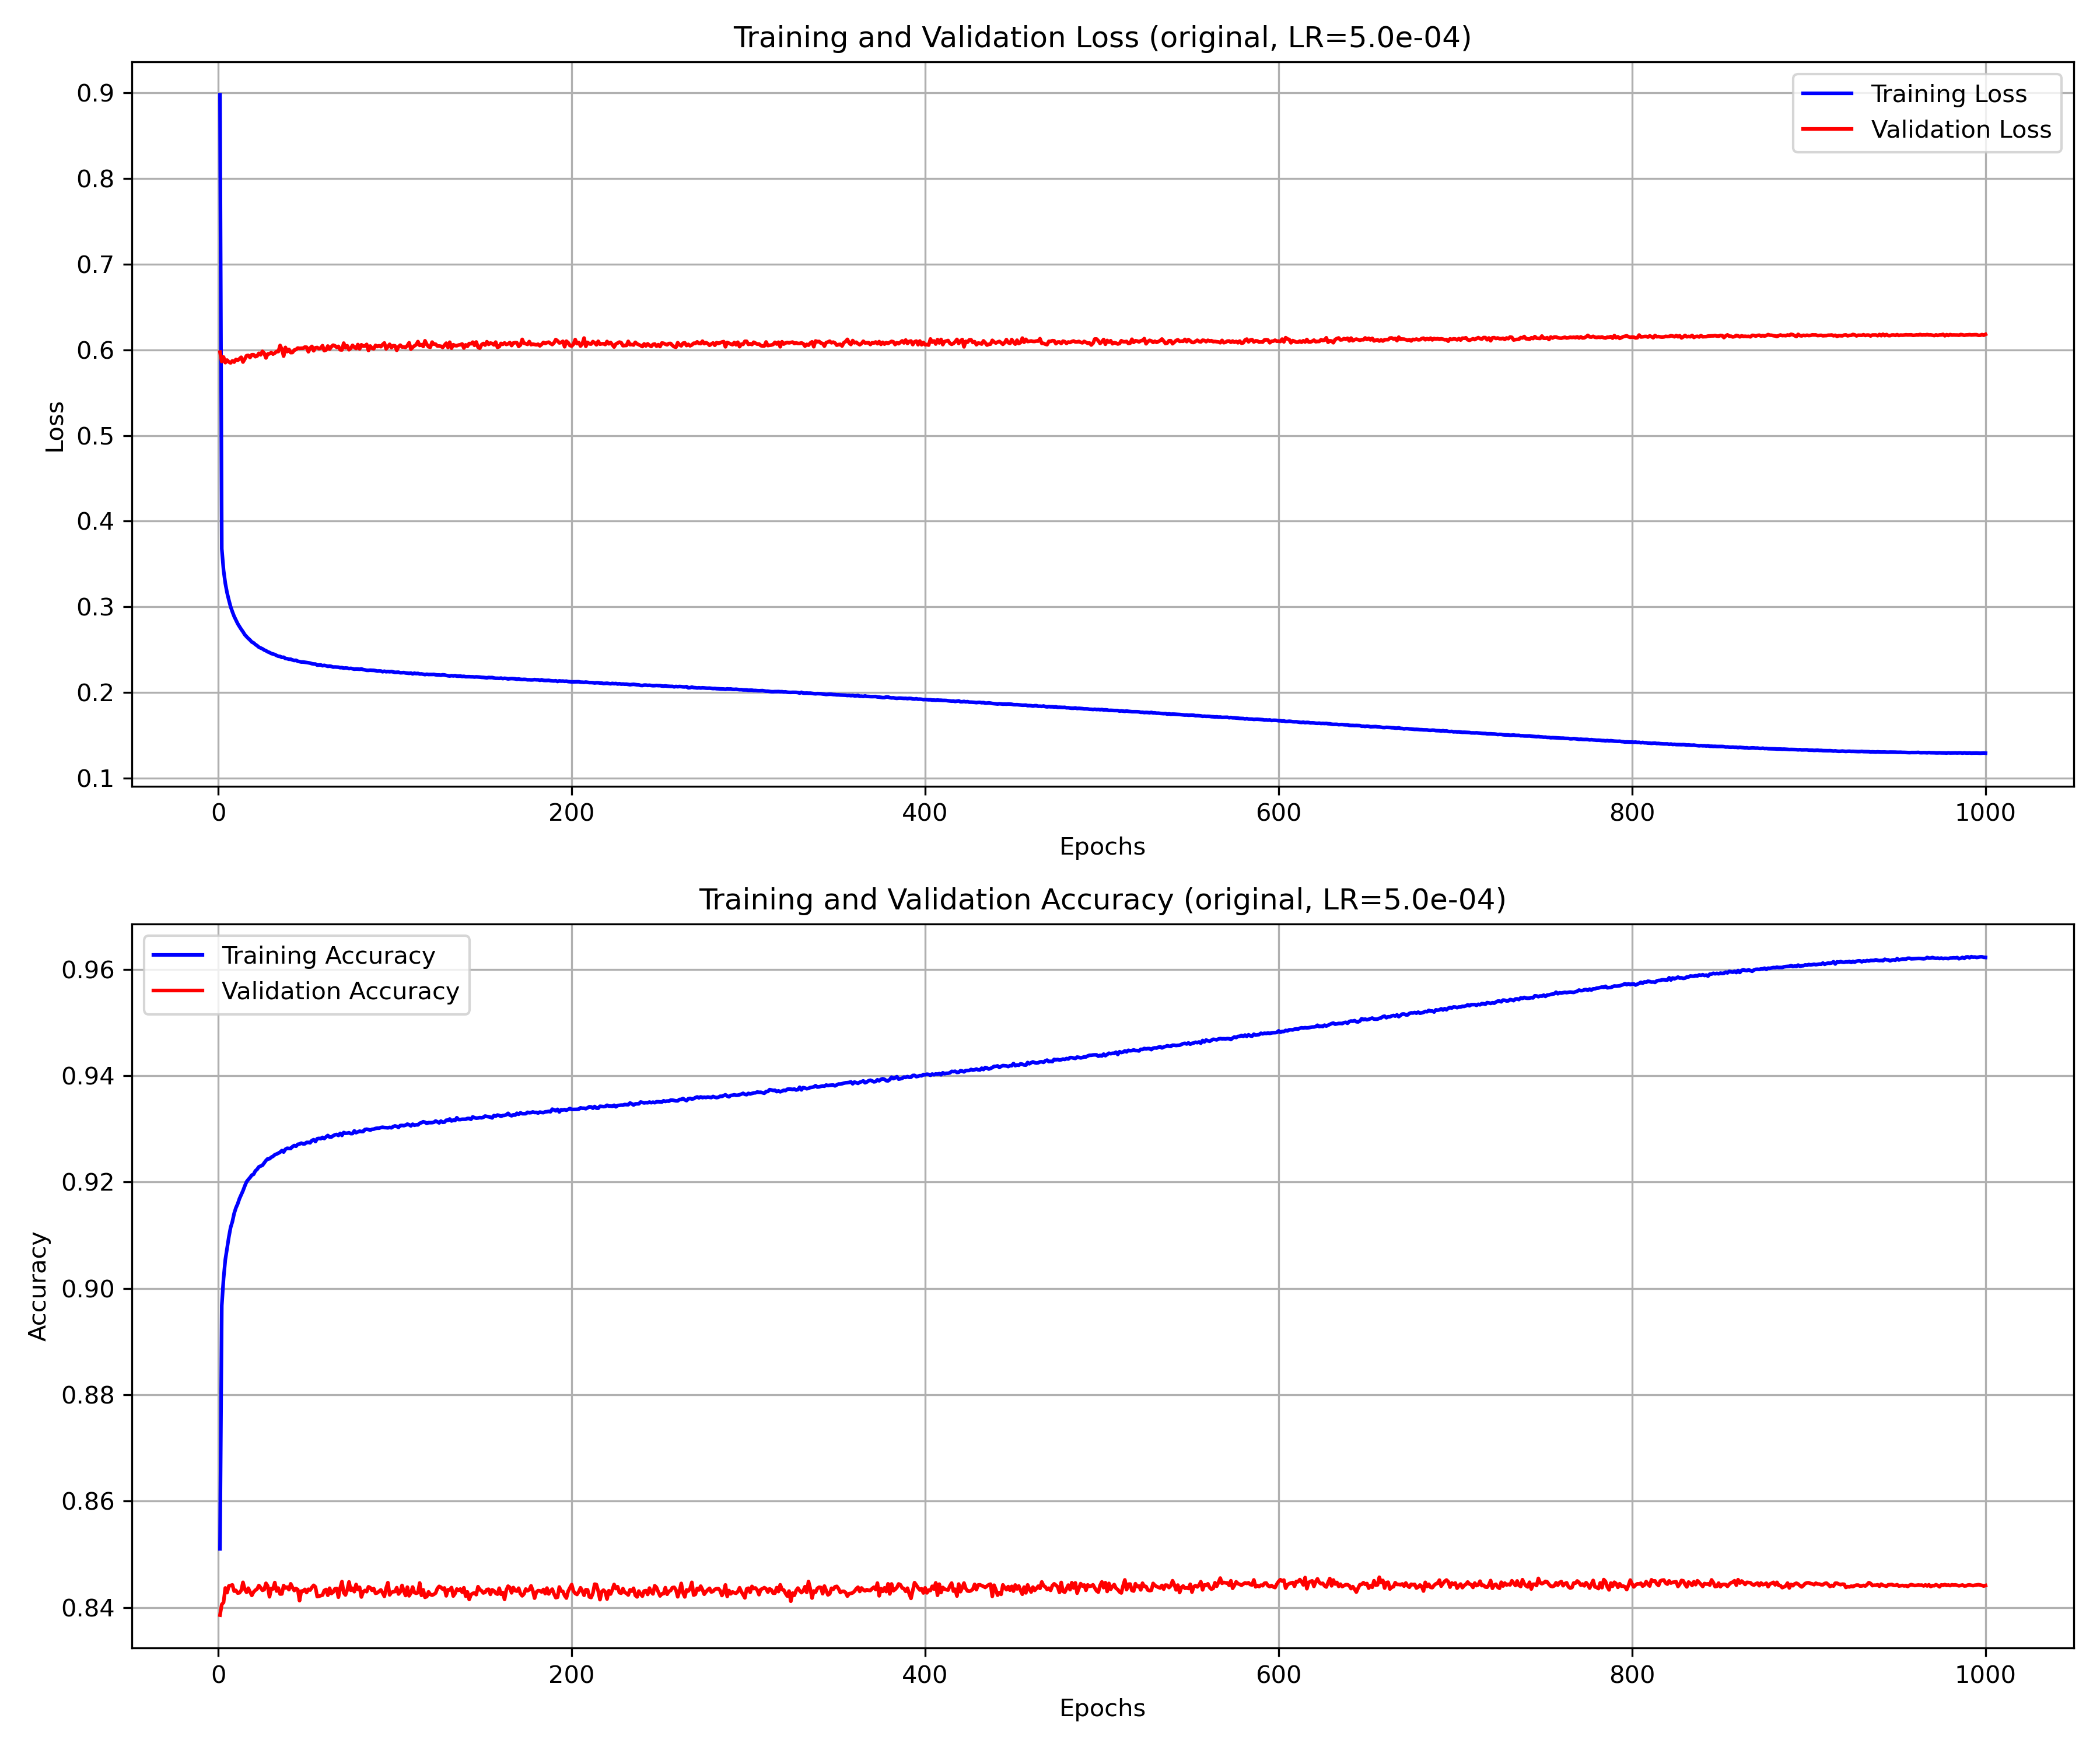 Training and Validation Loss (original, LR=5.0e-04)
Training Loss
Validation Loss
0.9
0.8
0.7
0.6
0.5
0.4
0.3
0.2
0.1
Loss
0 200 400 600 800 1000
Epochs
Training and Validation Accuracy (original, LR=5.0e-04)
Training Accuracy
Validation Accuracy
0.96
0.94
0.92
0.90
0.88
0.86
0.84
Accuracy
0 200 400 600 800 1000
Epochs